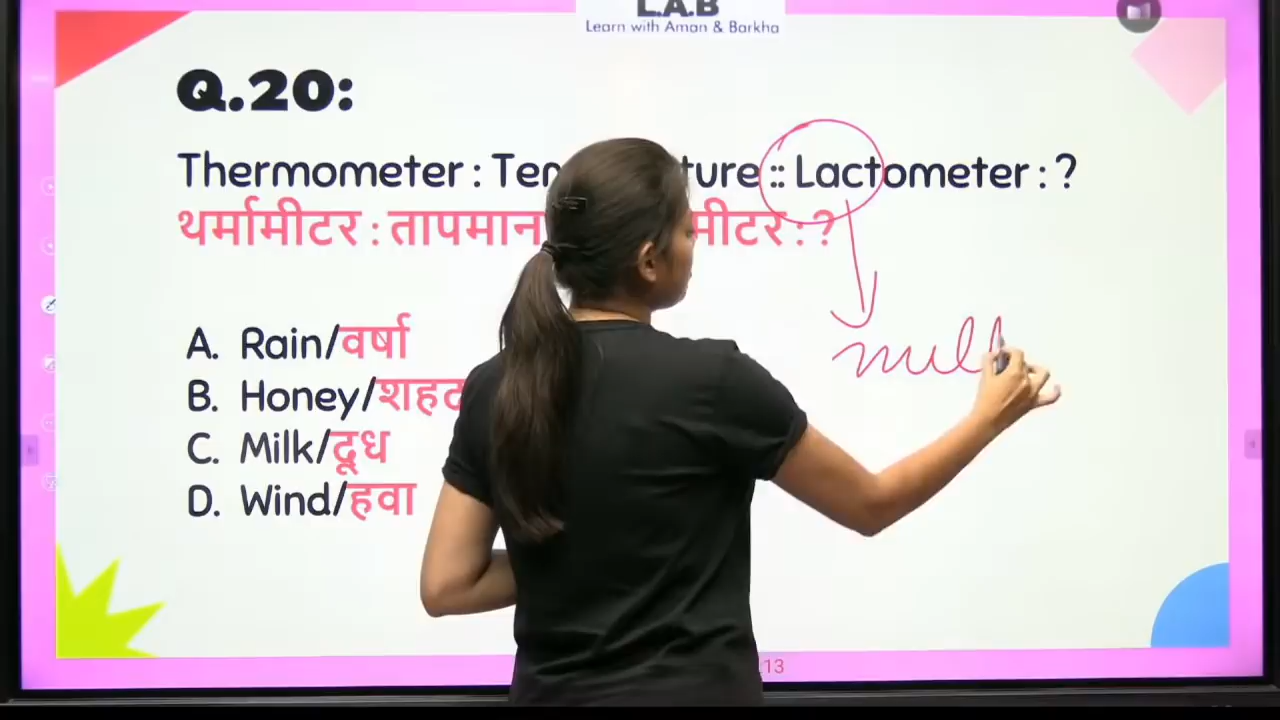 L.A.B
Learn with Aman & Barkha
Q.20:
Thermometer : Ten ture :: Lactometer : ?
थर्मामीटर : तापमान मीटर : ?
A. Rain/वर्षा
B. Honey/शहद
C. Milk/दूध
D. Wind/हवा
13